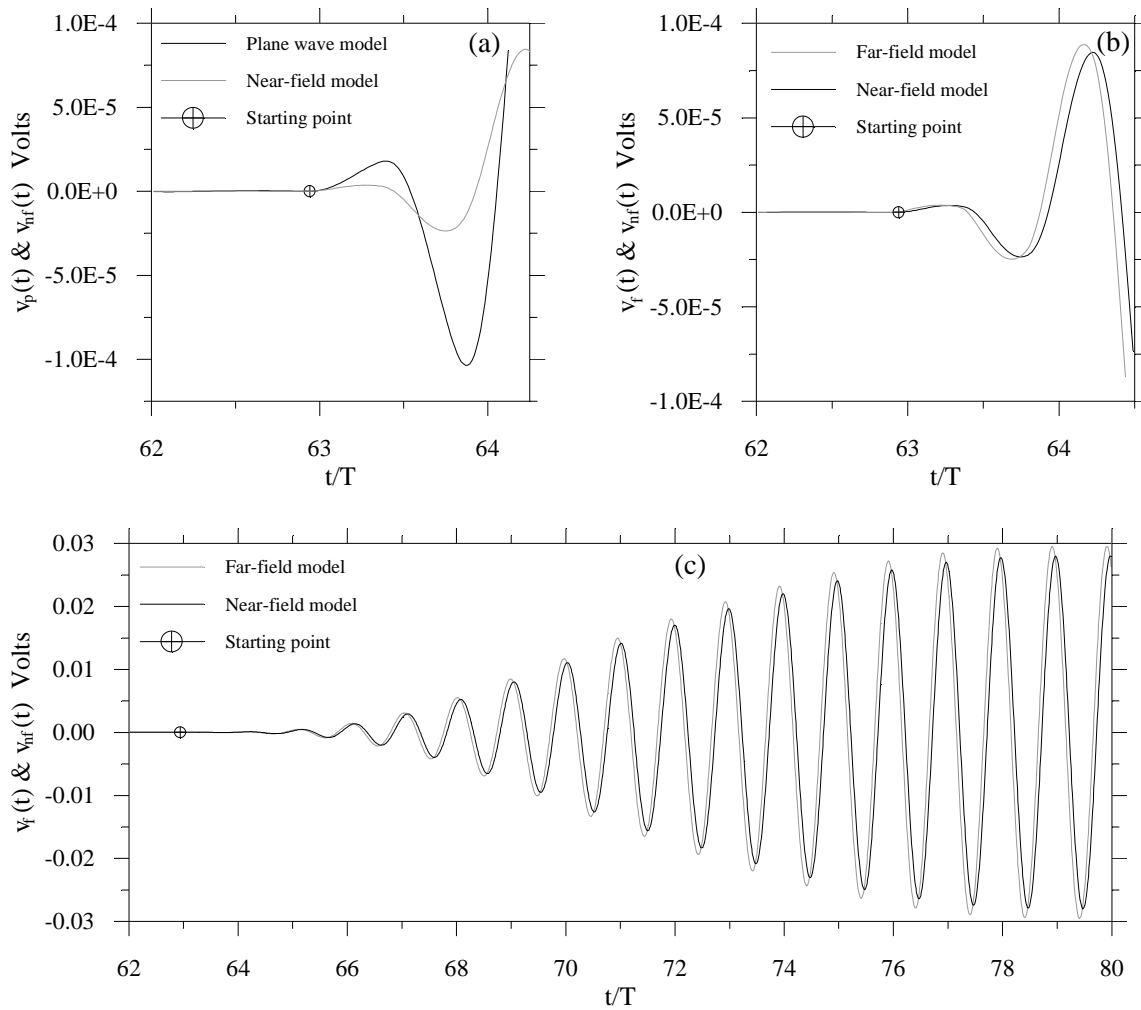 1.0E-4
5.0E-5
0.0E+0
-5.0E-5
-1.0E-4
v_p(t) & v_nf(t) Volts
Plane wave model
Near-field model
Starting point
(a)
62
63
64
t/T
1.0E-4
5.0E-5
0.0E+0
-5.0E-5
-1.0E-4
v_f(t) & v_nf(t) Volts
Far-field model
Near-field model
Starting point
(b)
62
63
64
t/T
0.03
0.02
0.01
0.00
-0.01
-0.02
-0.03
v_f(t) & v_nf(t) Volts
Far-field model
Near-field model
Starting point
(c)
62
64
66
68
70
72
74
76
78
80
t/T